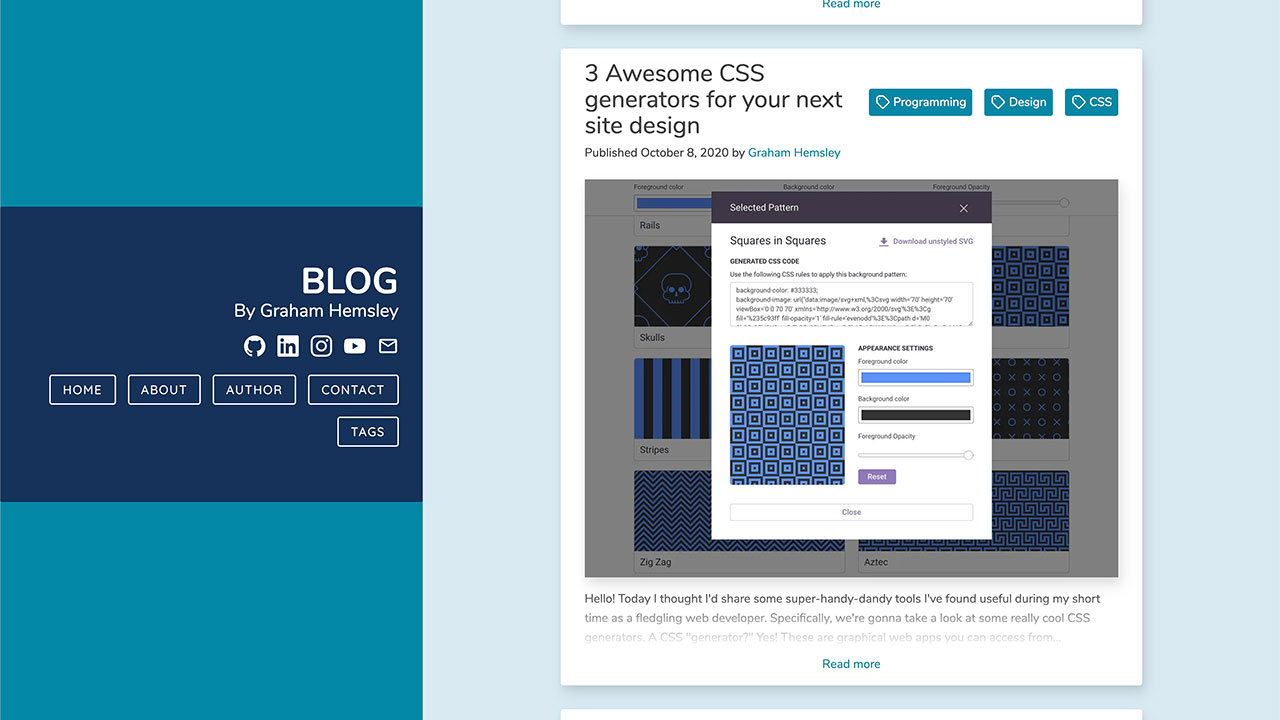 BLOG
By Graham Hemsley
HOME ABOUT AUTHOR CONTACT
TAGS
Read more
3 Awesome CSS
generators for your next
site design
Programming Design CSS
Published October 8, 2020 by Graham Hemsley
Foreground color Background color Foreground Opacity
Rails
Skulls
Stripes
Zig Zag
Aztec
Selected Pattern
Squares in Squares
Download unstyled SVG
GENERATED CSS CODE
Use the following CSS rules to apply this background pattern:
background-color: #333333;
background-image: url("data:image/svg+xml,%3Csvg width='70' height='70'
viewBox='0 0 70 70' xmlns='http://www.w3.org/2000/svg'%3E%3Cg
fill='%235c93ff' fill-opacity='1' fill-rule='evenodd'%3E%3Cpath d='M0
APPEARANCE SETTINGS
Foreground color
Background color
Foreground Opacity
Reset
Close
Hello! Today I thought I'd share some super-handy-dandy tools I've found useful during my short
time as a fledgling web developer. Specifically, we're gonna take a look at some really cool CSS
generators. A CSS "generator?" Yes! These are graphical web apps you can access from...
Read more